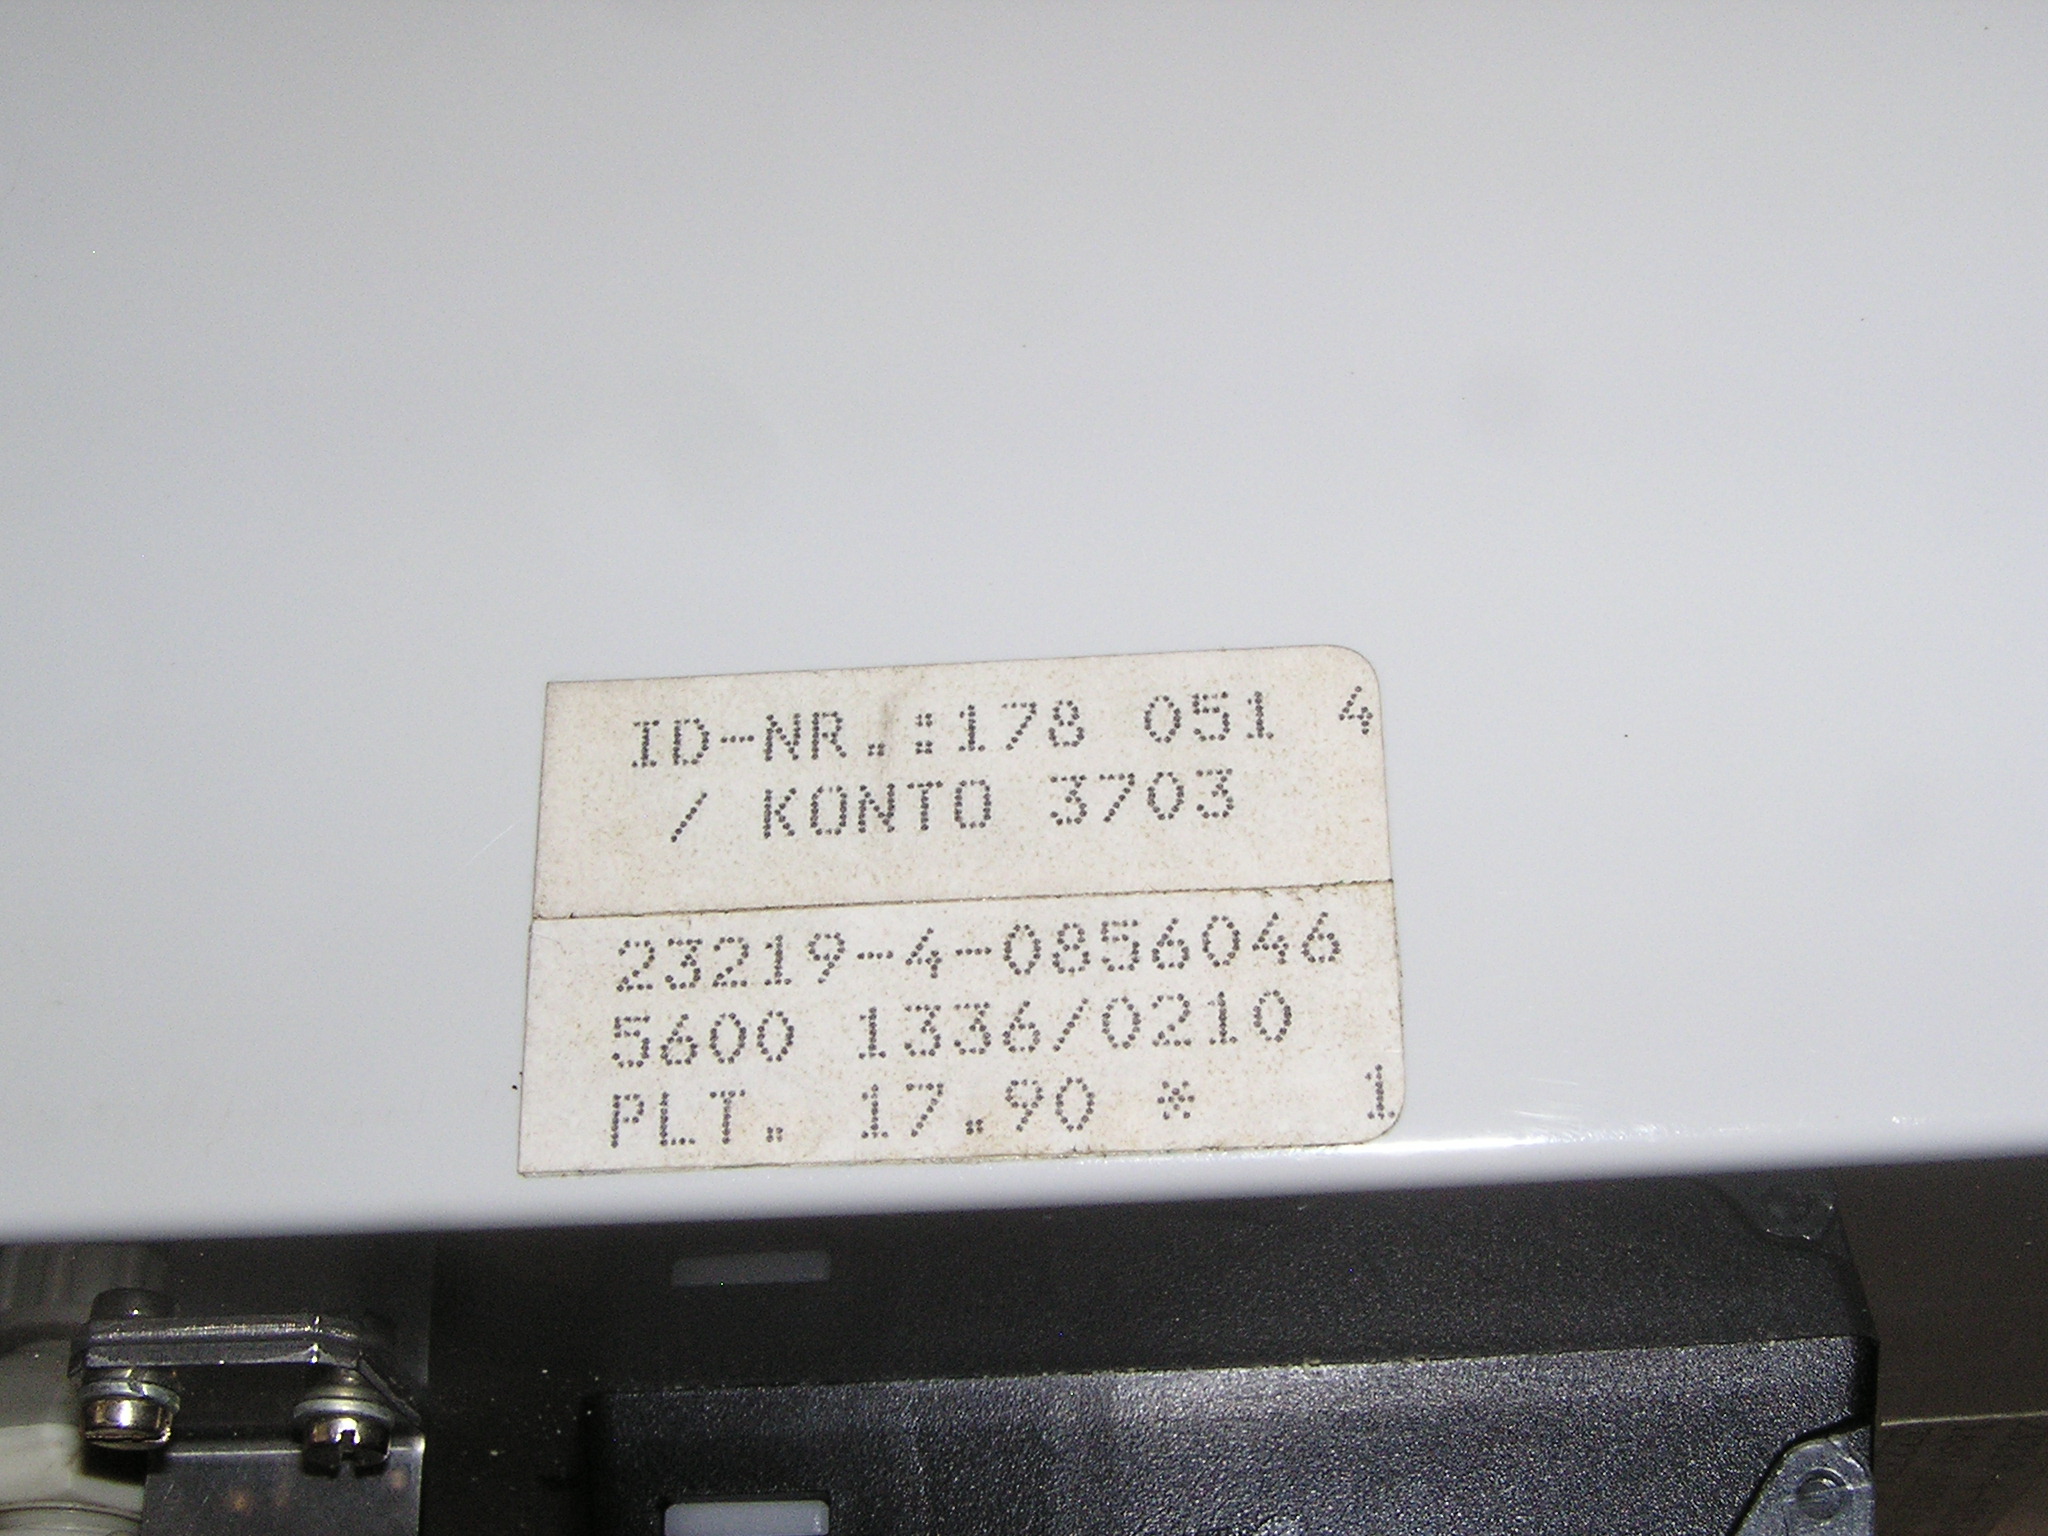 ID-NR.:178 051 4
/ KONTO 3703
23219-4-0856046
5600 1336/0210
PLT. 17.90 * 1